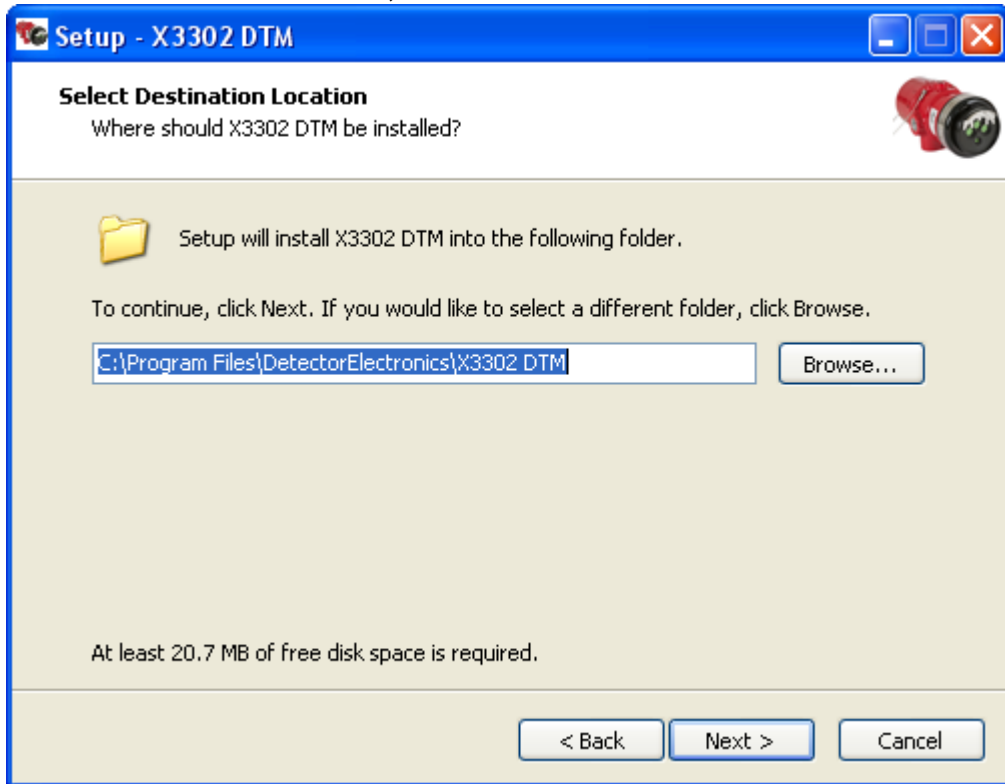 Setup - X3302 DTM
Select Destination Location
Where should X3302 DTM be installed?
Setup will install X3302 DTM into the following folder.
To continue, click Next. If you would like to select a different folder, click Browse.
C:\Program Files\DetectorElectronics\X3302 DTM
Browse...
At least 20.7 MB of free disk space is required.
< Back
Next >
Cancel